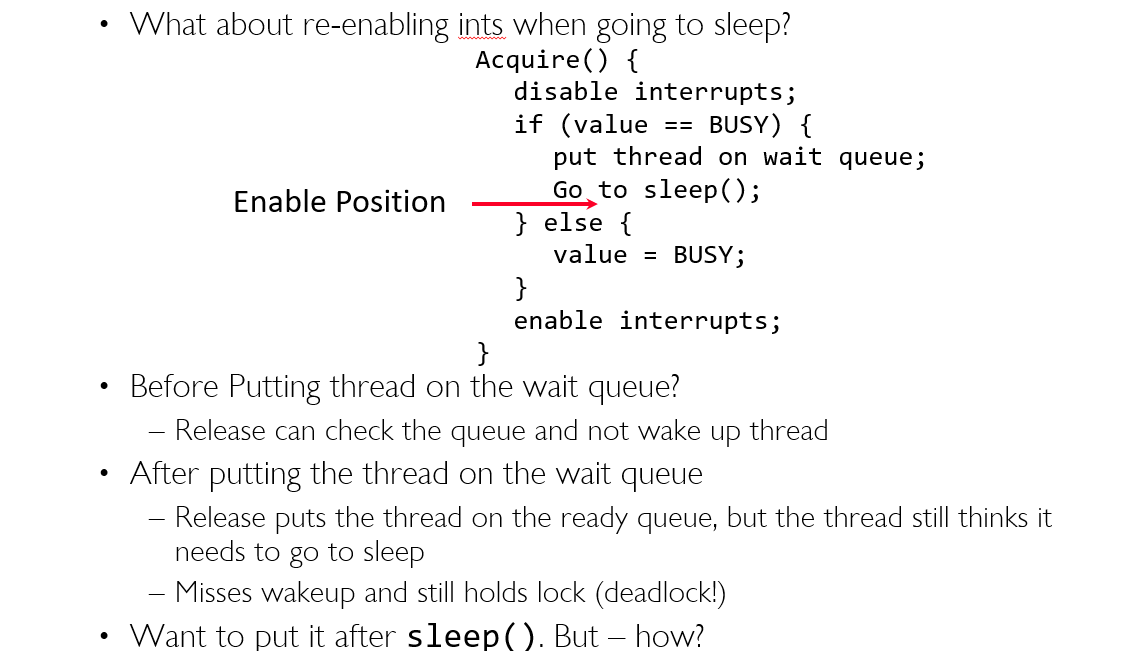 • What about re-enabling ints when going to sleep?
Acquire() {
disable interrupts;
if (value == BUSY) {
put thread on wait queue;
Go to sleep();
Enable Position
} else {
value = BUSY;
}
enable interrupts;
}
• Before Putting thread on the wait queue?
– Release can check the queue and not wake up thread
• After putting the thread on the wait queue
– Release puts the thread on the ready queue, but the thread still thinks it
needs to go to sleep
– Misses wakeup and still holds lock (deadlock!)
• Want to put it after sleep(). But – how?